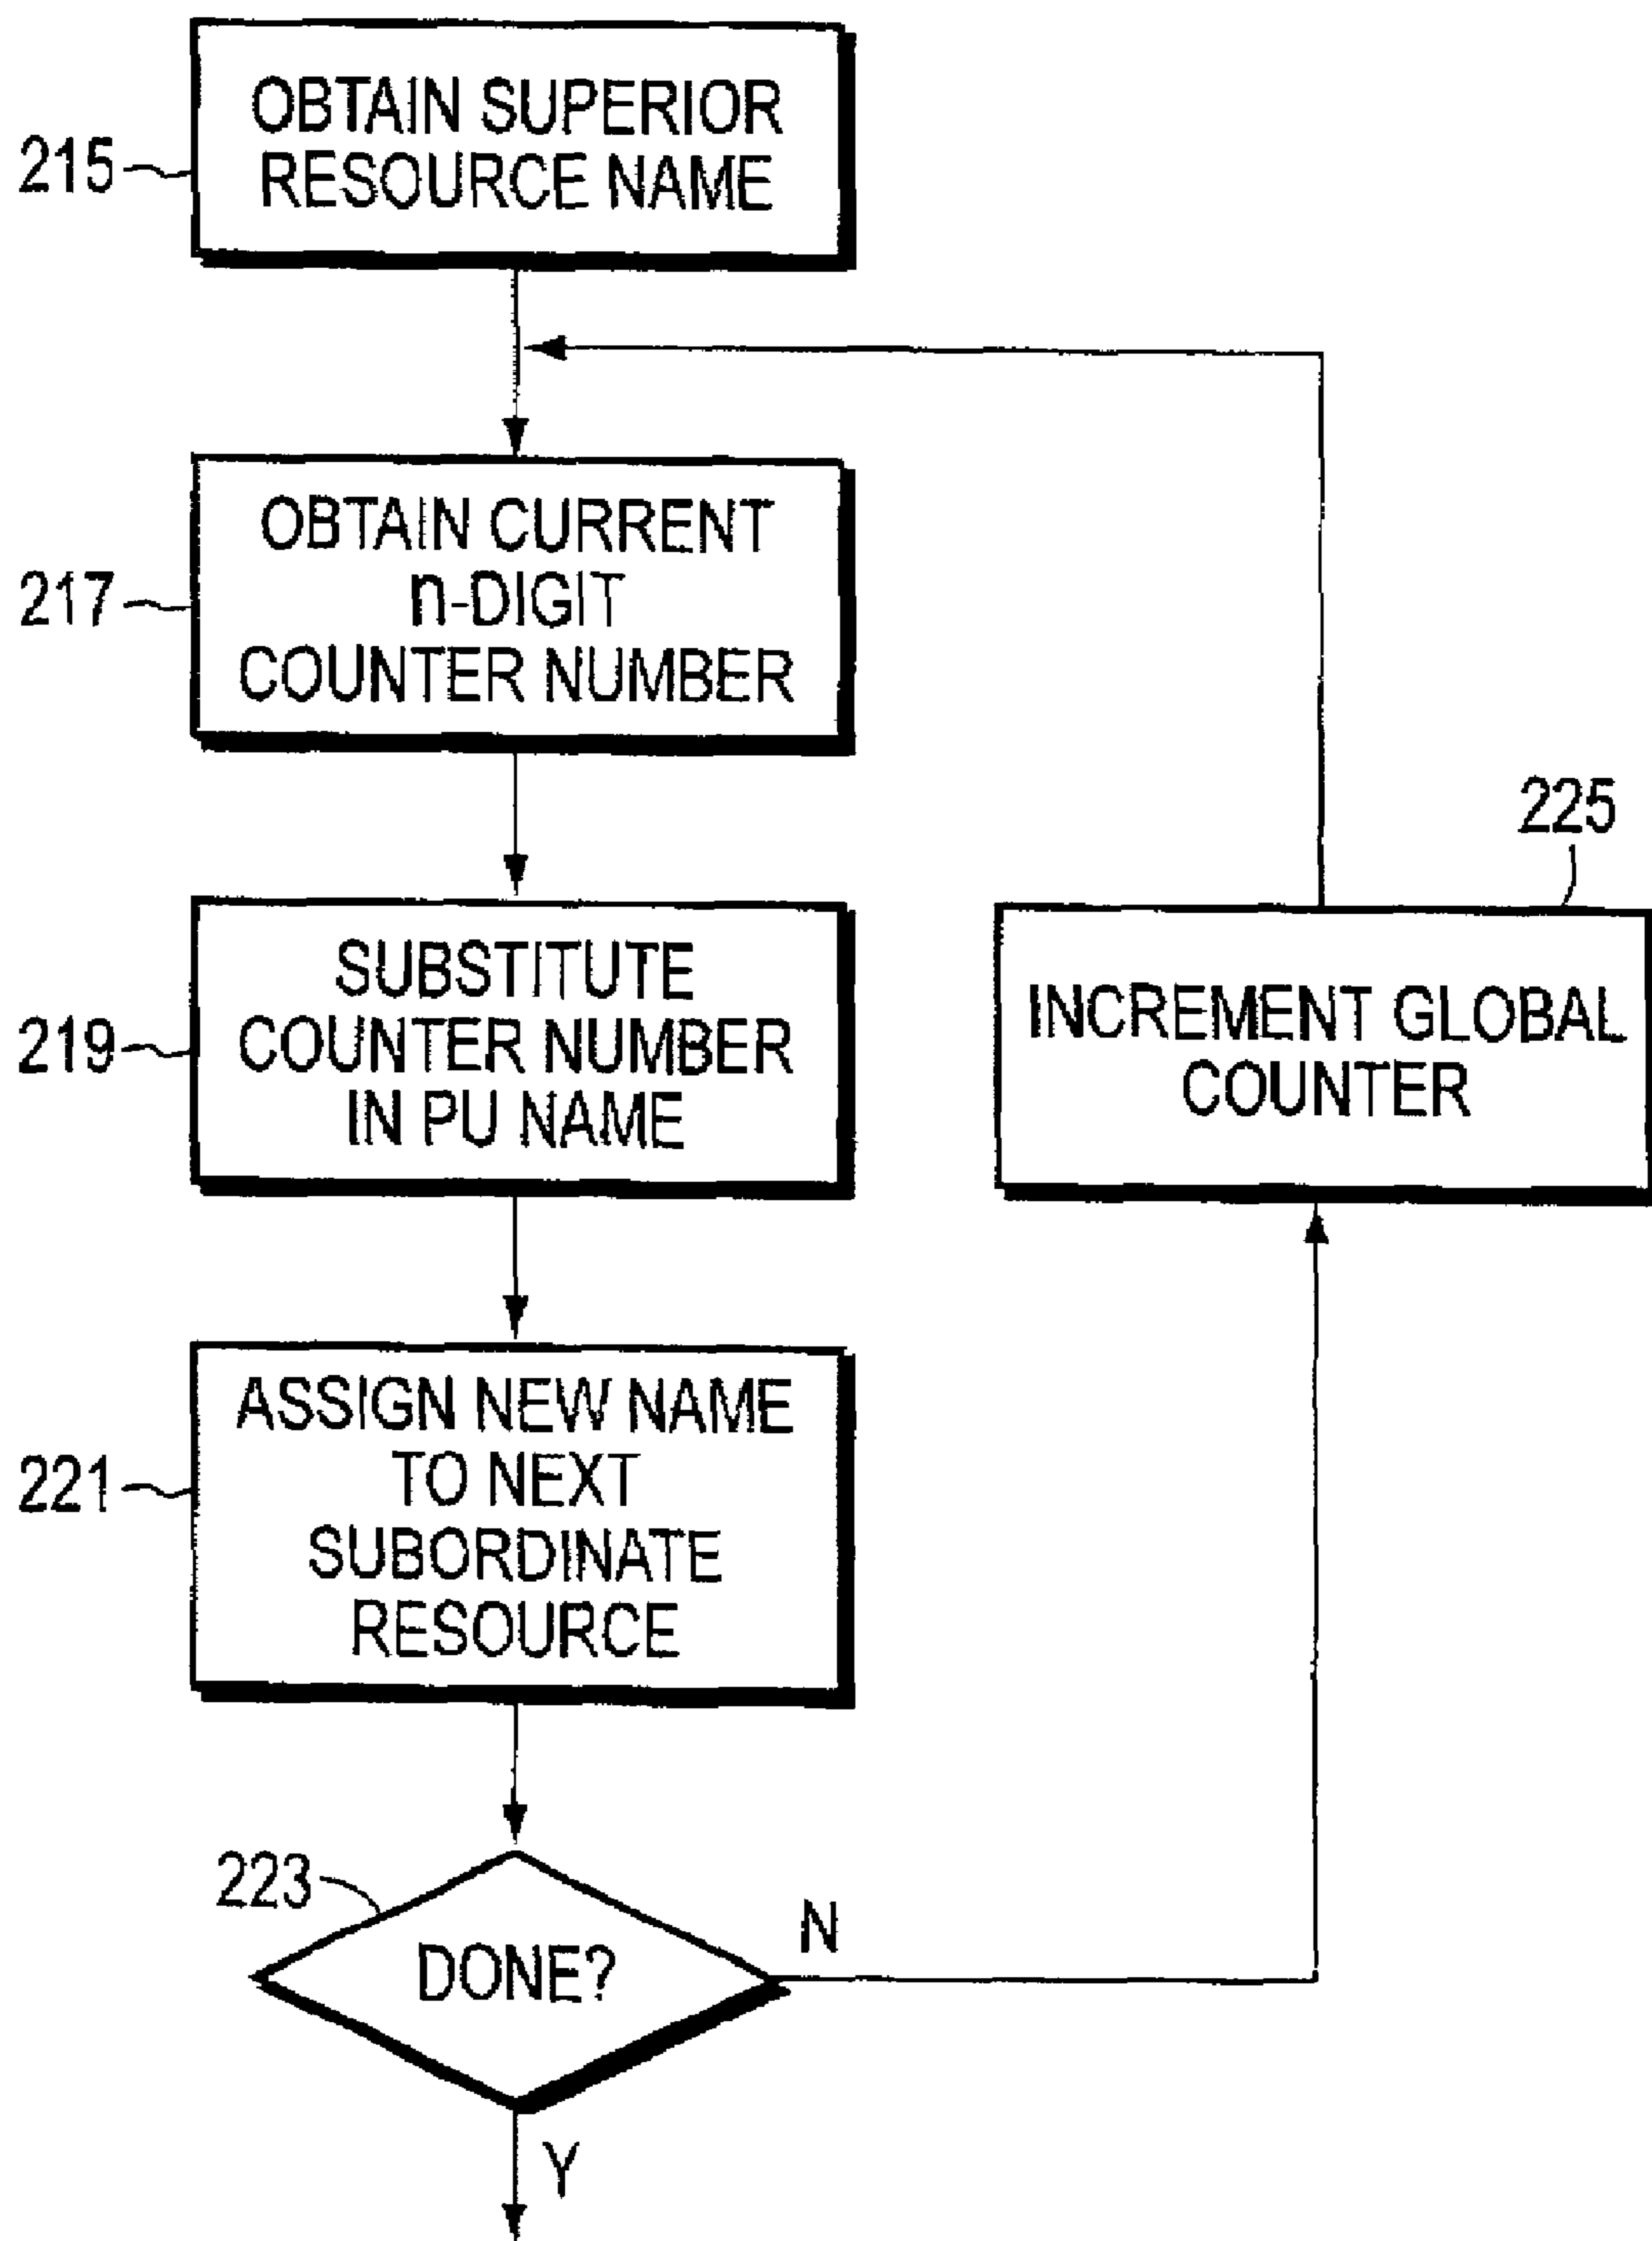 OBTAIN SUPERIOR
RESOURCE NAME
215
OBTAIN CURRENT
n-DIGIT
COUNTER NUMBER
217
225
SUBSTITUTE
COUNTER NUMBER
IN PU NAME
219
INCREMENT GLOBAL
COUNTER
ASSIGN NEW NAME
TO NEXT
SUBORDINATE
RESOURCE
221
223
DONE?
N
Y